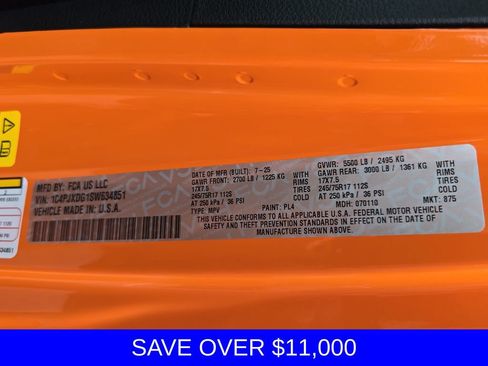 MFD BY: FCA US LLC
VIN: 1C4PJXDG1SW634851
VEHICLE MADE IN: U.S.A.
DATE OF MFR (BUILT): 7-25
GAWR FRONT: 2700 LB / 1225 KG
WITH
TIRES
RIMS
17X7.5
245/75R17 112S
AT 250 kPa / 36 PSI
TYPE: MPV
PAINT: PL4
GVWR: 5500 LB / 2495 KG
GAWR REAR: 3000 LB / 1361 KG
WITH
TIRES
RIMS
17X7.5
245/75R17 112S
AT 250 kPa / 36 PSI
MDH: 070110
MKT: 875
THIS VEHICLE CONFORMS TO ALL APPLICABLE U.S.A. FEDERAL MOTOR VEHICLE
SAFETY, BUMPER, AND THEFT PREVENTION STANDARDS IN EFFECT ON THE DATE OF
MANUFACTURE SHOWN ABOVE.
SAVE OVER $11,000